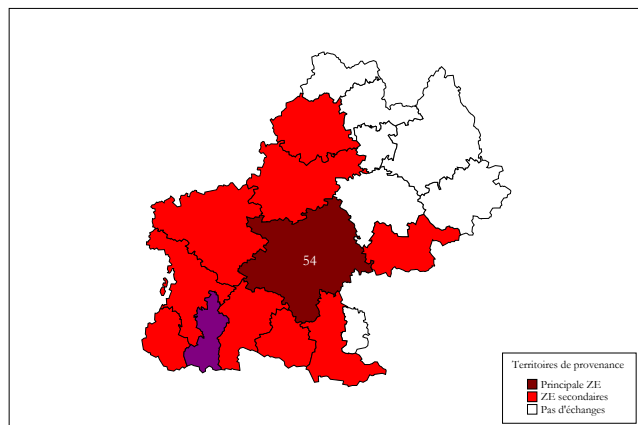 54
Territoires de provenance
Principale ZE
ZE secondaires
Pas d'échanges